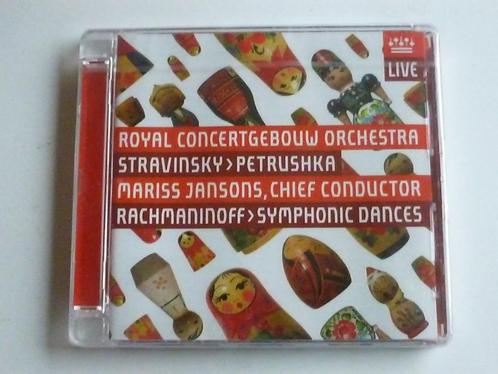 LIVE
ROYAL CONCERTGEBOUW ORCHESTRA
STRAVINSKY>PETRUSHKA
MARISS JANSONS, CHIEF CONDUCTOR
RACHMANINOFF>SYMPHONIC DANCES